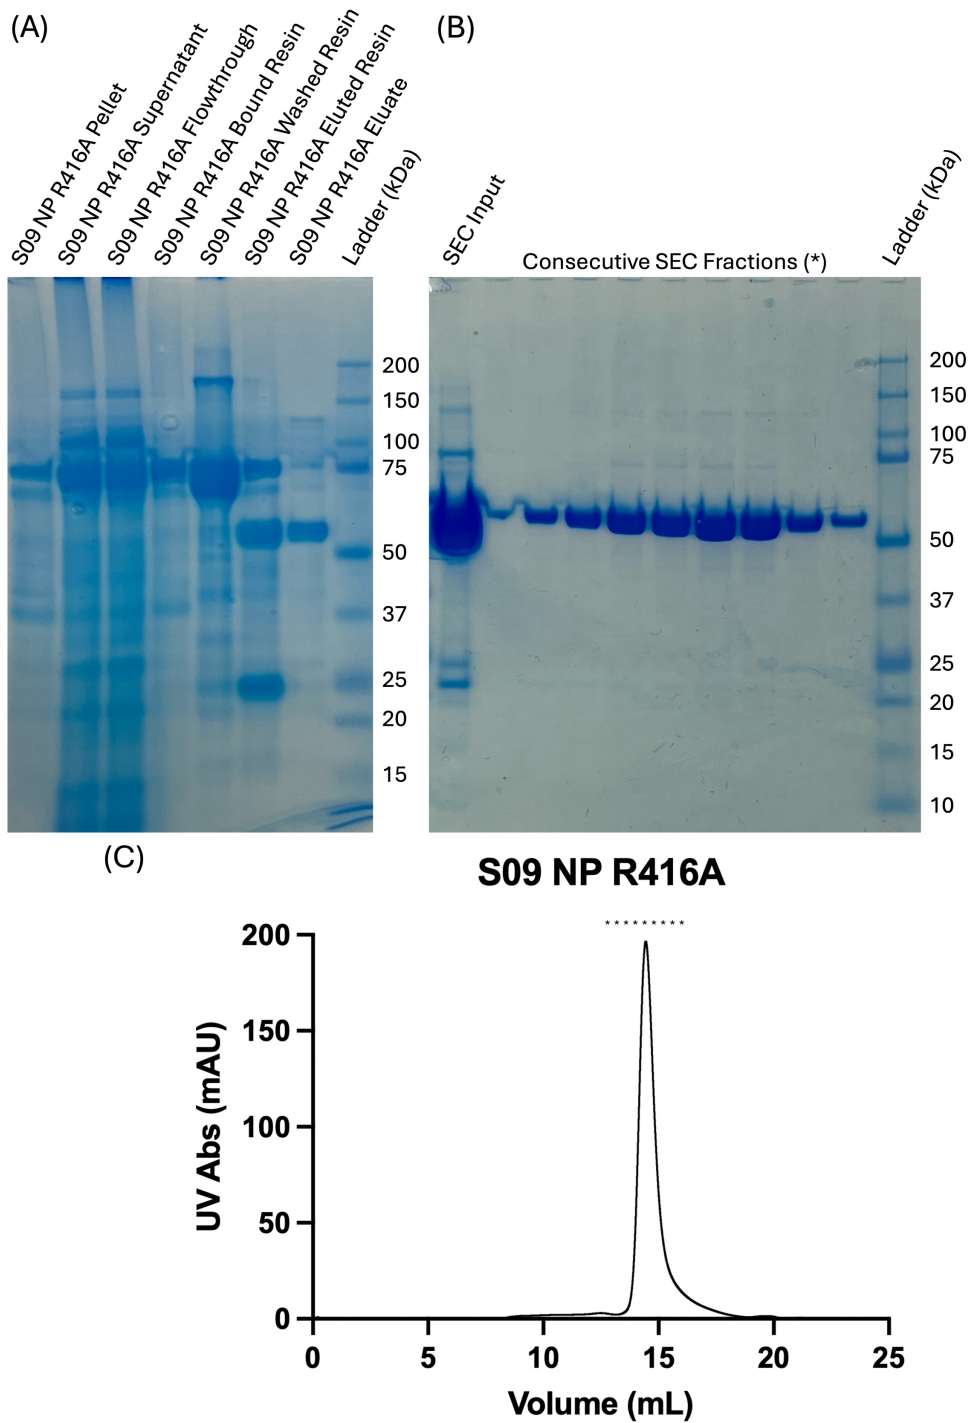 (A)
S09 NP R416A Pellet
S09 NP R416A Supernatant
S09 NP R416A Flowthrough
S09 NP R416A Bound Resin
S09 NP R416A Washed Resin
S09 NP R416A Eluted Resin
S09 NP R416A Eluate
Ladder (kDa)
200
150
100
75
50
37
25
20
15
(B)
SEC Input
Consecutive SEC Fractions (*)
Ladder (kDa)
200
150
100
75
50
37
25
20
15
10
(C)
S09 NP R416A
*********
200
150
100
50
0
UV Abs (mAU)
0 5 10 15 20 25
Volume (mL)